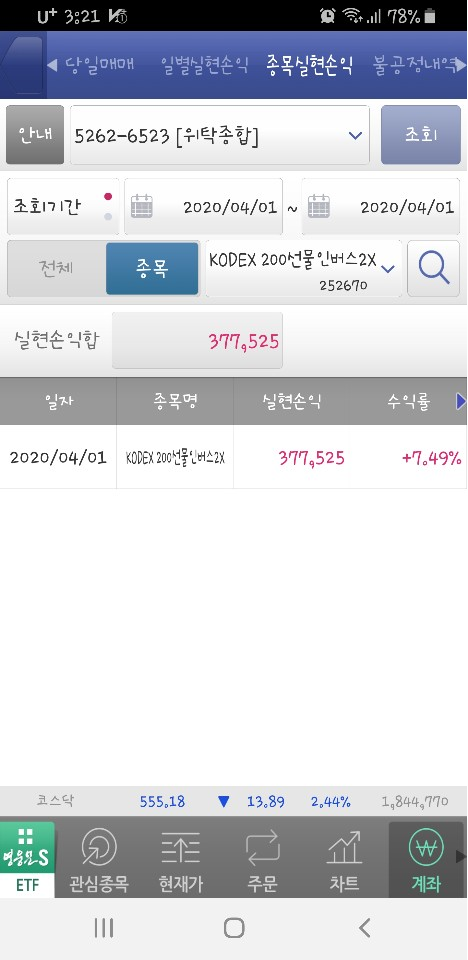 U+ 3:21 78%
당일매매 일별실현손익 종목실현손익 불공정내역
안내 5262-6523 [위탁종합] 조회
조회기간 2020/04/01 ~ 2020/04/01
전체 종목 KODEX 200선물인버스2X
252670
실현손익합 377,525
일자 종목명 실현손익 수익률
2020/04/01 KODEX 200선물인버스2X 377,525 +7.49%
코스닥 555.18 ▼ 13.89 2.44% 1,844,770
영웅문S
ETF 관심종목 현재가 주문 차트 계좌